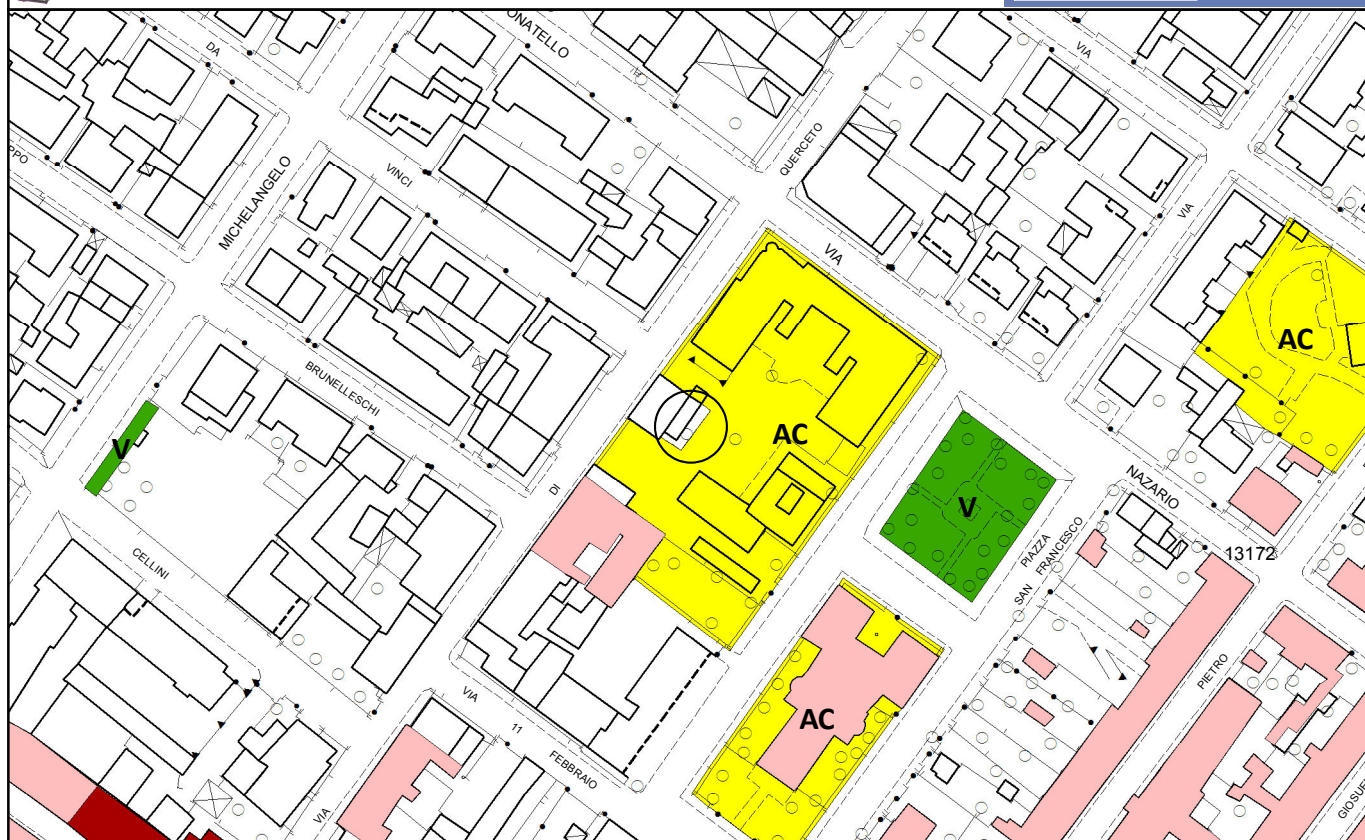 DA
ONATELLO
VIA
QUERCETO
PPO
MICHELANGELO
VINCI
VIA
VIA
AC
BRUNELLESCHI
AC
V
NAZARIO
DI
V
PIAZZA
SAN FRANCESCO
13172
CELLINI
PIETRO
VIA
11
FEBBRAIO
AC
VIA
GIOSUE